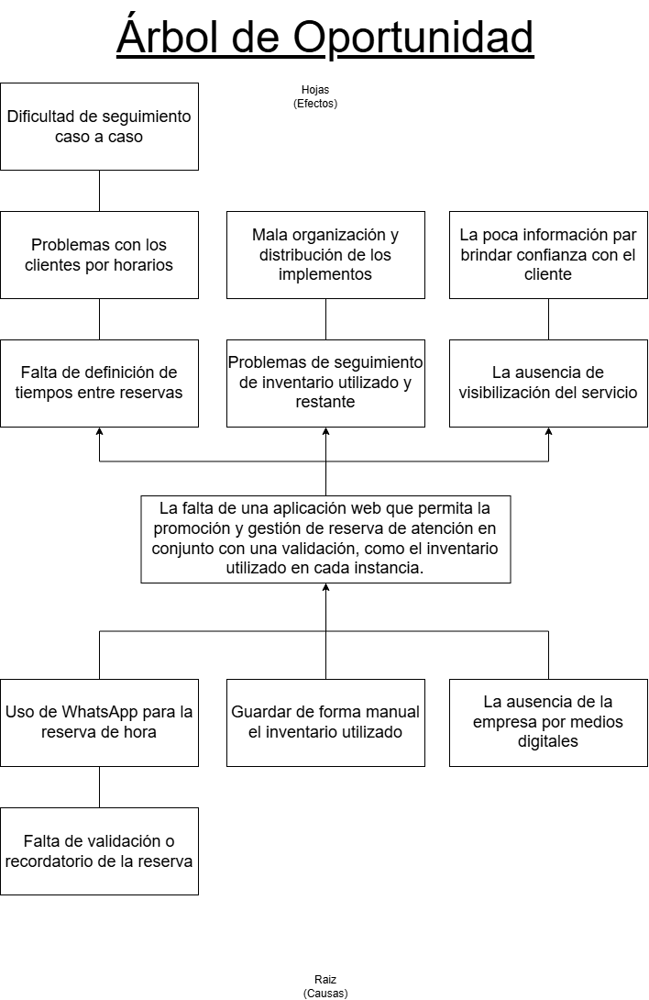 Árbol de Oportunidad
Hojas
(Efectos)
Dificultad de seguimiento
caso a caso
Problemas con los
clientes por horarios
Mala organización y
distribución de los
implementos
La poca información par
brindar confianza con el
cliente
Falta de definición de
tiempos entre reservas
Problemas de seguimiento
de inventario utilizado y
restante
La ausencia de
visibilización del servicio
La falta de una aplicación web que permita la
promoción y gestión de reserva de atención en
conjunto con una validación, como el inventario
utilizado en cada instancia.
Uso de WhatsApp para la
reserva de hora
Guardar de forma manual
el inventario utilizado
La ausencia de la
empresa por medios
digitales
Falta de validación o
recordatorio de la reserva
Raiz
(Causas)